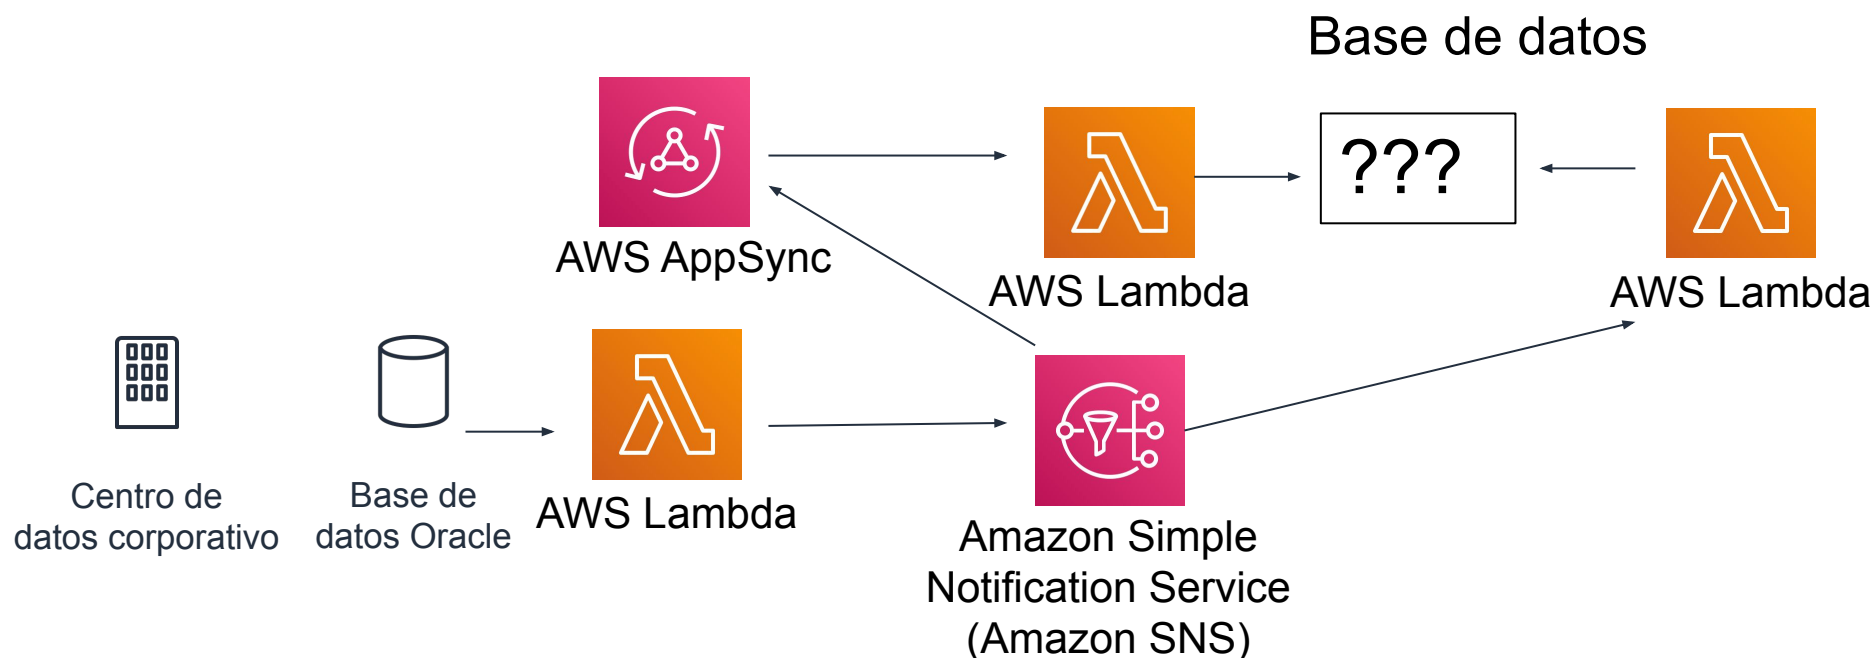 Base de datos
???
AWS AppSync
AWS Lambda
AWS Lambda
Centro de
datos corporativo
Base de
datos Oracle
AWS Lambda
Amazon Simple
Notification Service
(Amazon SNS)